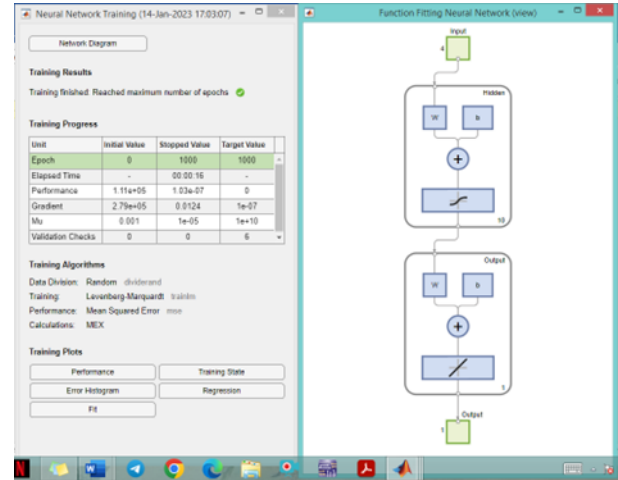 Neural Network Training (14-Jan-2023 17:03:07)
Network Diagram
Training Results
Training finished: Reached maximum number of epochs
Training Progress
Unit Initial Value Stopped Value Target Value
Epoch 0 1000 1000
Elapsed Time - 00:00:16 -
Performance 1.11e+05 1.03e-07 0
Gradient 2.79e+05 0.0124 1e-07
Mu 0.001 1e-05 1e+10
Validation Checks 0 0 6
Training Algorithms
Data Division: Random dividerand
Training: Levenberg-Marquardt trainlm
Performance: Mean Squared Error mse
Calculations: MEX
Training Plots
Performance Training State
Error Histogram Regression
Fit
Function Fitting Neural Network (view)
Input
4
Hidden
W b
+
10
Output
W b
+
1
Output
1